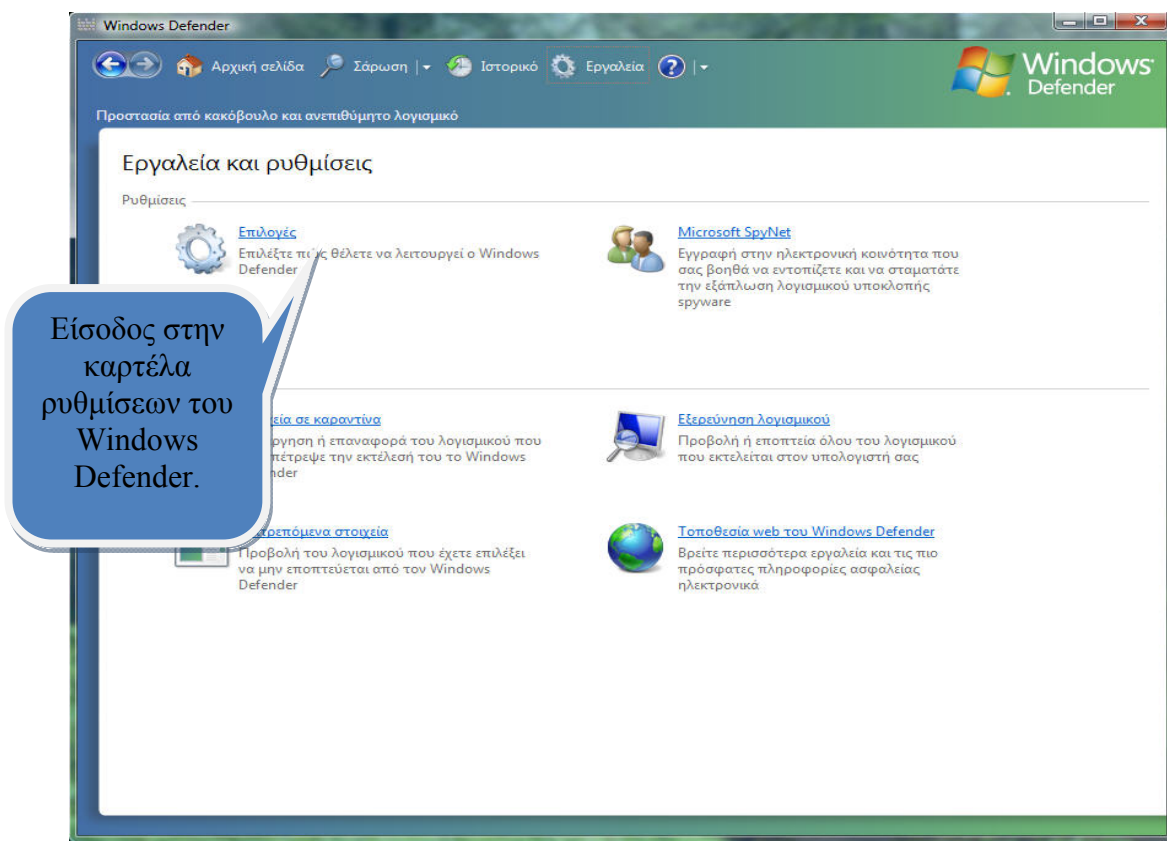 Windows Defender
Αρχική σελίδα Σάρωση Ιστορικό Εργαλεία ?
Windows
Defender
Προστασία από κακόβουλο και ανεπιθύμητο λογισμικό
Εργαλεία και ρυθμίσεις
Ρυθμίσεις
Επιλογές
Επιλέξτε πώς θέλετε να λειτουργεί ο Windows
Defender
Microsoft SpyNet
Εγγραφή στην ηλεκτρονική κοινότητα που
σας βοηθά να εντοπίζετε και να σταματάτε
την εξάπλωση λογισμικού υποκλοπής
spyware
Είσοδος στην
καρτέλα
ρυθμίσεων του
Windows
Defender.
σε καραντίνα
ή επαναφορά του λογισμικού που
την εκτέλεσή του το Windows
Εξερεύνηση λογισμικού
Προβολή ή εποπτεία όλου του λογισμικού
που εκτελείται στον υπολογιστή σας
στοιχεία
Προβολή του λογισμικού που έχετε επιλέξει
να μην εποπτεύεται από τον Windows
Defender
Τοποθεσία web του Windows Defender
Βρείτε περισσότερα εργαλεία και τις πιο
πρόσφατες πληροφορίες ασφαλείας
ηλεκτρονικά